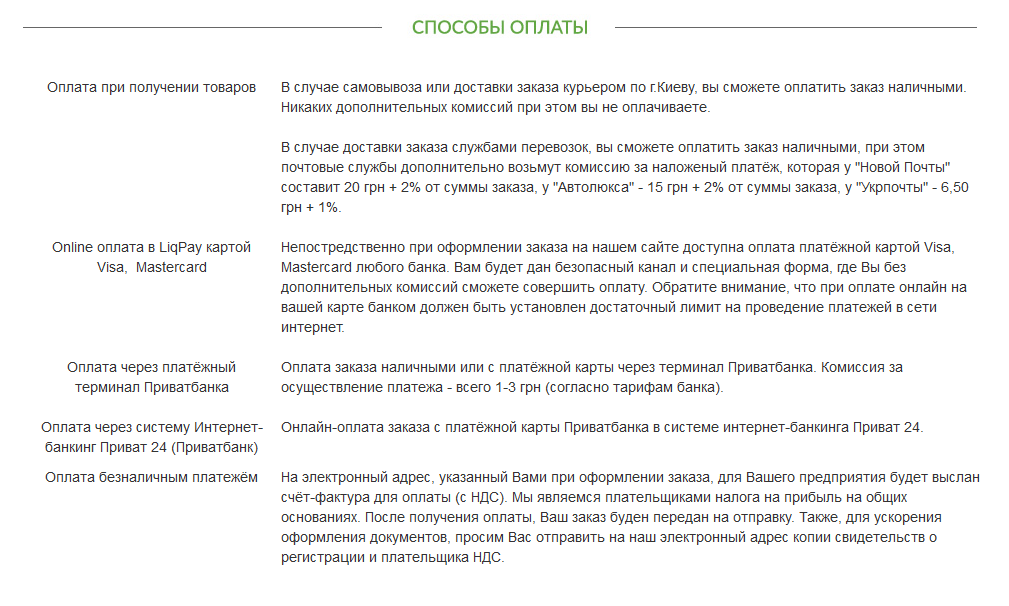 СПОСОБЫ ОПЛАТЫ
Оплата при получении товаров
В случае самовывоза или доставки заказа курьером по г.Киеву, вы сможете оплатить заказ наличными.
Никаких дополнительных комиссий при этом вы не оплачиваете.
В случае доставки заказа службами перевозок, вы сможете оплатить заказ наличными, при этом
почтовые службы дополнительно возьмут комиссию за наложеный платёж, которая у "Новой Почты"
составит 20 грн + 2% от суммы заказа, у "Автолюкса" - 15 грн + 2% от суммы заказа, у "Укрпочты" - 6,50
грн + 1%.
Online оплата в LiqPay картой
Visa, Mastercard
Непостредственно при оформлении заказа на нашем сайте доступна оплата платёжной картой Visa,
Mastercard любого банка. Вам будет дан безопасный канал и специальная форма, где Вы без
дополнительных комиссий сможете совершить оплату. Обратите внимание, что при оплате онлайн на
вашей карте банком должен быть установлен достаточный лимит на проведение платежей в сети
интернет.
Оплата через платёжный
терминал Приватбанка
Оплата заказа наличными или с платёжной карты через терминал Приватбанка. Комиссия за
осуществление платежа - всего 1-3 грн (согласно тарифам банка).
Оплата через систему Интернет-
банкинг Приват 24 (Приватбанк)
Онлайн-оплата заказа с платёжной карты Приватбанка в системе интернет-банкинга Приват 24.
Оплата безналичным платежём
На электронный адрес, указанный Вами при оформлении заказа, для Вашего предприятия будет выслан
счёт-фактура для оплаты (с НДС). Мы являемся плательщиками налога на прибыль на общих
основаниях. После получения оплаты, Ваш заказ буден передан на отправку. Также, для ускорения
оформления документов, просим Вас отправить на наш электронный адрес копии свидетельств о
регистрации и плательщика НДС.